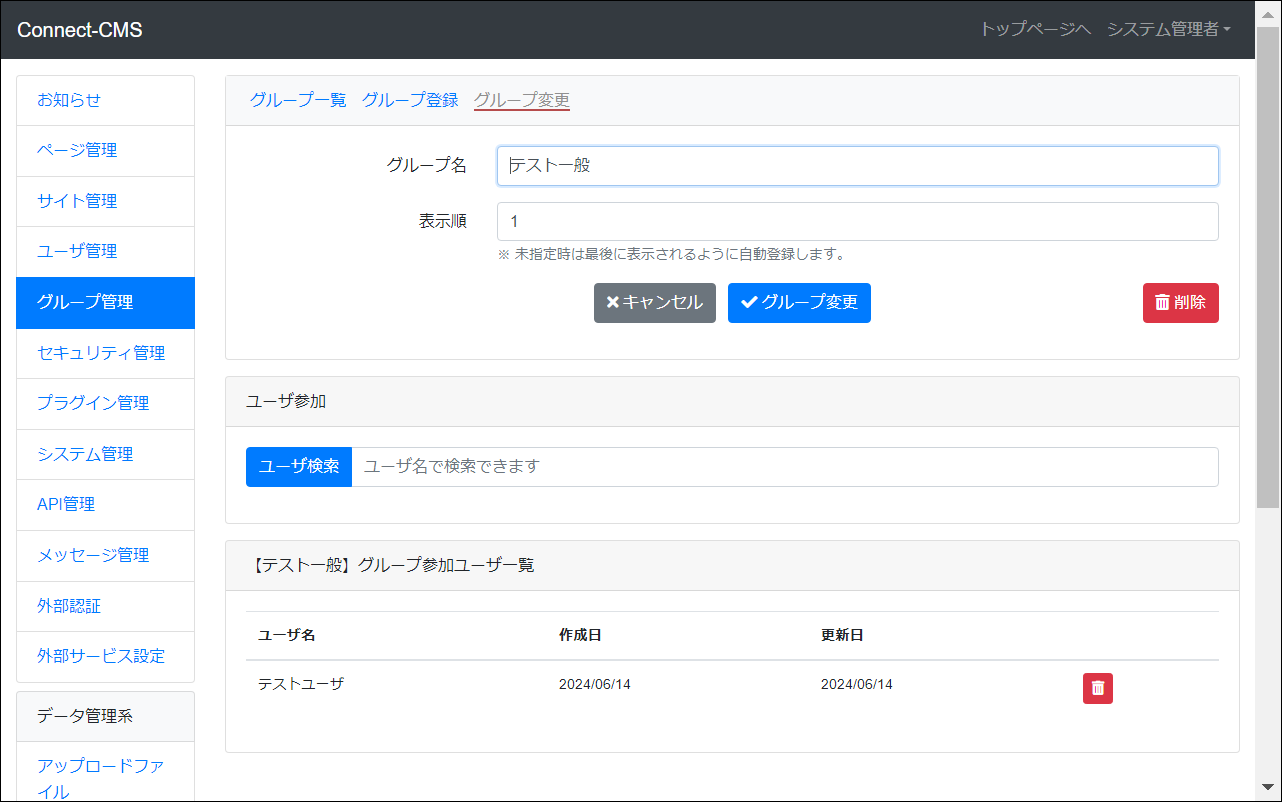 Connect-CMS
トップページへ システム管理者
お知らせ
ページ管理
サイト管理
ユーザ管理
グループ管理
セキュリティ管理
プラグイン管理
システム管理
API管理
メッセージ管理
外部認証
外部サービス設定
データ管理系
アップロードファ
イル
グループ一覧 グループ登録 グループ変更
グループ名 テスト一般
表示順 1
※ 未指定時は最後に表示されるように自動登録します。
キャンセル グループ変更 削除
ユーザ参加
ユーザ検索 ユーザ名で検索できます
【テスト一般】グループ参加ユーザ一覧
ユーザ名 作成日 更新日
テストユーザ 2024/06/14 2024/06/14